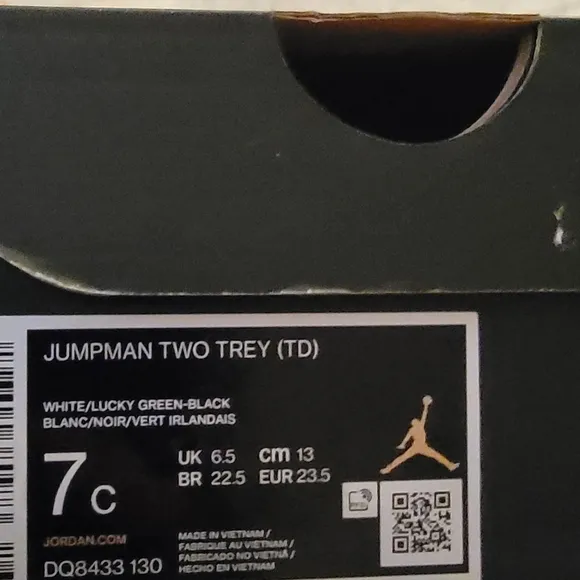 JUMPMAN TWO TREY (TD)
WHITE/LUCKY GREEN-BLACK
BLANC/NOIR/VERT IRLANDAIS
7C
UK 6.5 cm 13
BR 22.5 EUR 23.5
JORDAN.COM
DQ8433 130
MADE IN VIETNAM /
FABRIQUE AU VIETNAM /
FABRICADO NO VIETNÃ /
HECHO EN VIETNAM